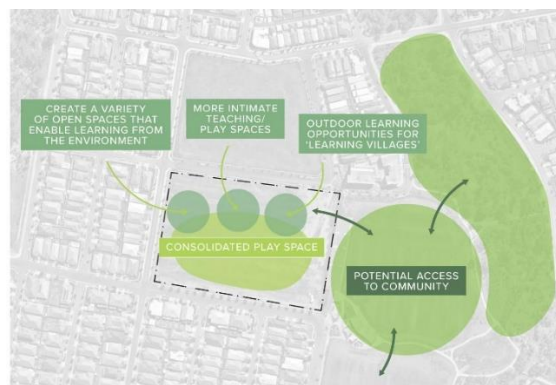 CREATE A VARIETY
OF OPEN SPACES THAT
ENABLE LEARNING FROM
THE ENVIRONMENT
MORE INTIMATE
TEACHING/
PLAY SPACES
OUTDOOR LEARNING
OPPORTUNITIES FOR
'LEARNING VILLAGES'
CONSOLIDATED PLAY SPACE
POTENTIAL ACCESS
TO COMMUNITY